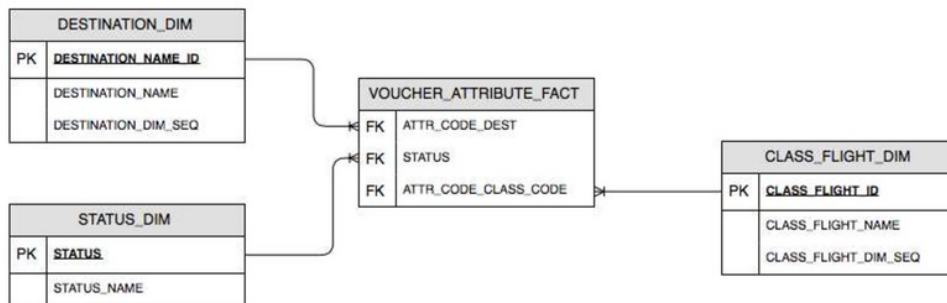 DESTINATION_DIM
PK DESTINATION_NAME_ID
DESTINATION_NAME
DESTINATION_DIM_SEQ
STATUS_DIM
PK STATUS
STATUS_NAME
VOUCHER_ATTRIBUTE_FACT
FK ATTR_CODE_DEST
FK STATUS
FK ATTR_CODE_CLASS_CODE
CLASS_FLIGHT_DIM
PK CLASS_FLIGHT_ID
CLASS_FLIGHT_NAME
CLASS_FLIGHT_DIM_SEQ